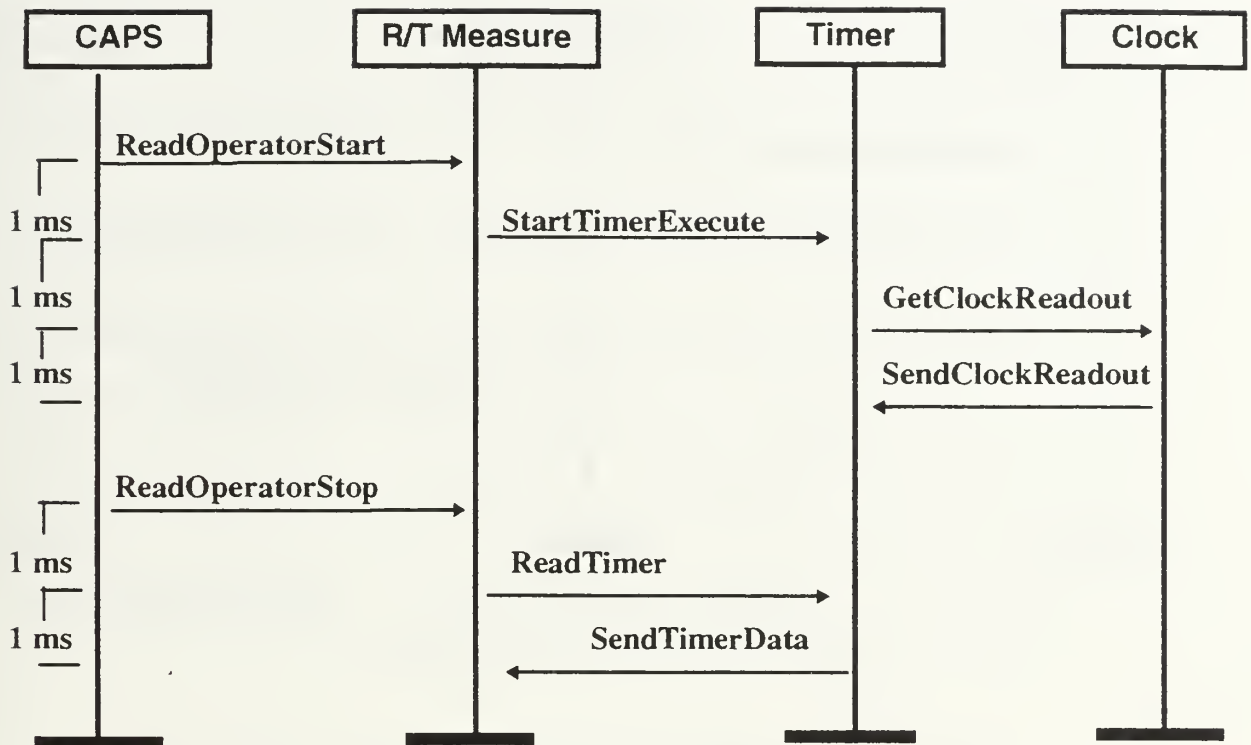 CAPS
R/T Measure
Timer
Clock
ReadOperatorStart
1 ms
StartTimerExecute
1 ms
GetClockReadout
1 ms
SendClockReadout
ReadOperatorStop
1 ms
ReadTimer
1 ms
SendTimerData